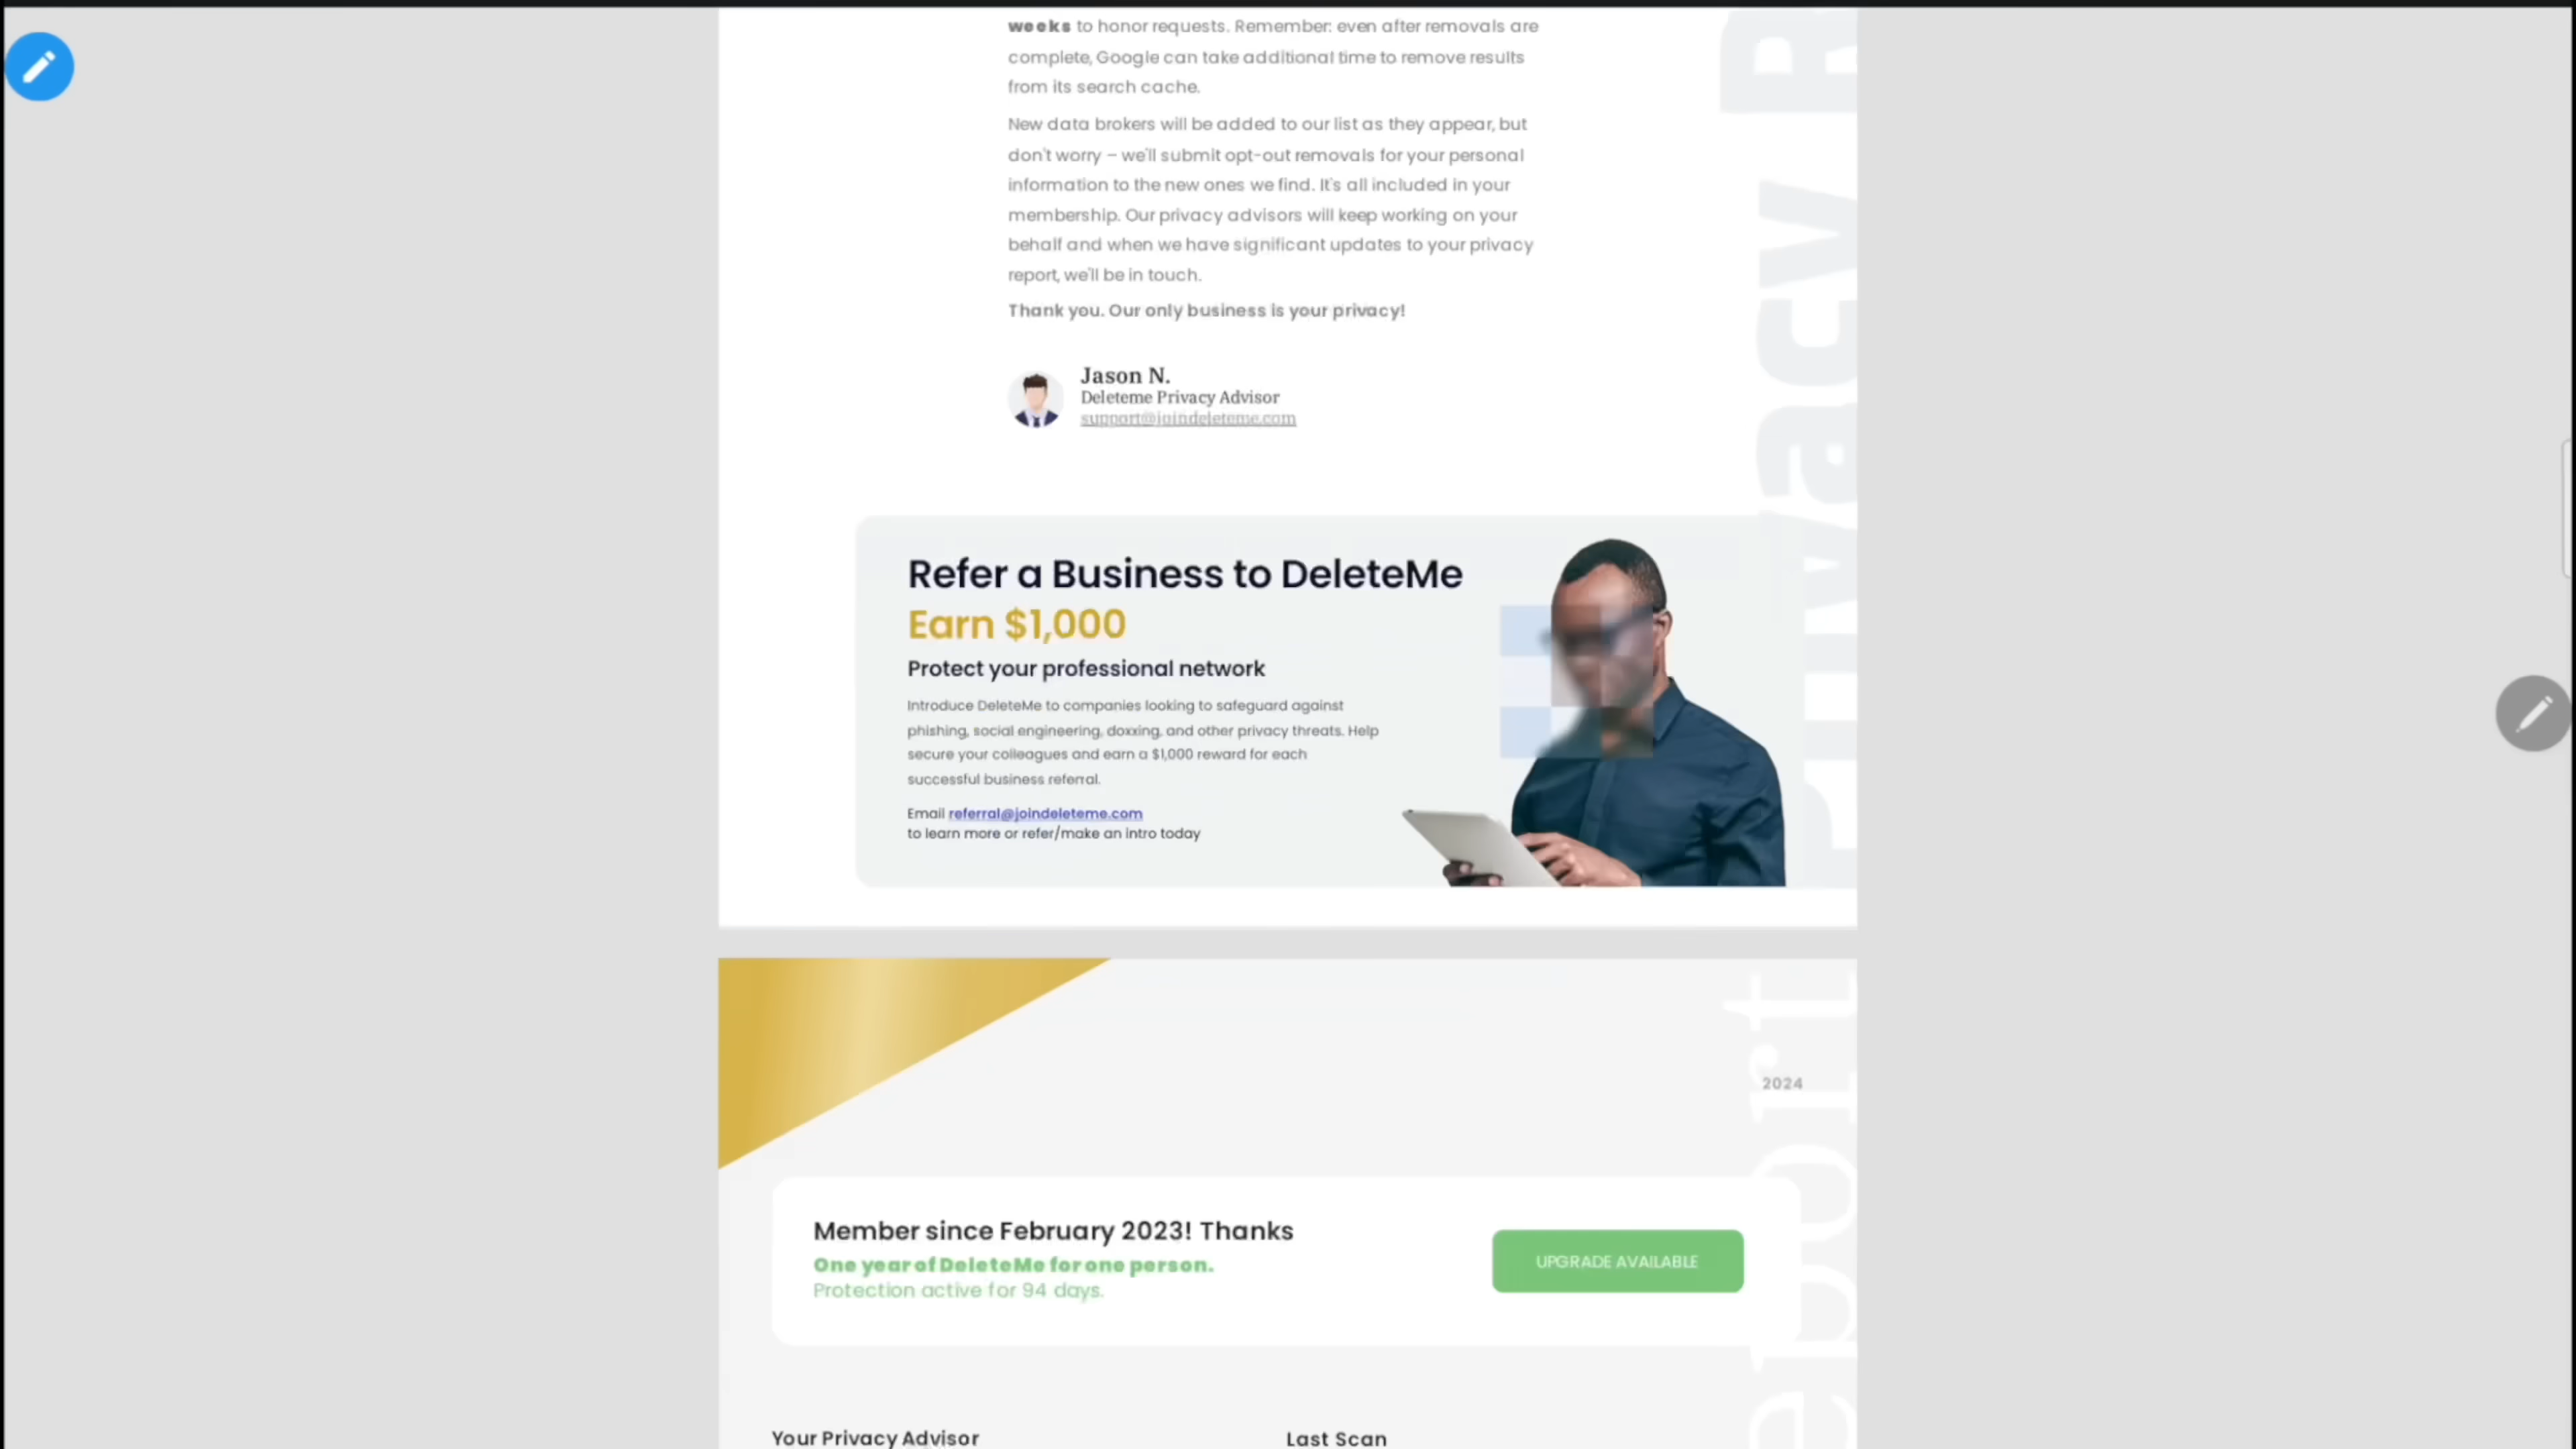 weeks to honor requests. Remember: even after removals are
complete, Google can take additional time to remove results
from its search cache.
New data brokers will be added to our list as they appear, but
don't worry – we'll submit opt-out removals for your personal
information to the new ones we find. It's all included in your
membership. Our privacy advisors will keep working on your
behalf and when we have significant updates to your privacy
report, we'll be in touch.
Thank you. Our only business is your privacy!
Jason N.
Deleteme Privacy Advisor
support@joindeleteme.com
Privacy R
Refer a Business to DeleteMe
Earn $1,000
Protect your professional network
Introduce DeleteMe to companies looking to safeguard against
phishing, social engineering, doxxing, and other privacy threats. Help
secure your colleagues and earn a $1,000 reward for each
successful business referral.
Email referral@joindeleteme.com
to learn more or refer/make an intro today
eport
2024
Member since February 2023! Thanks
One year of DeleteMe for one person.
Protection active for 94 days.
UPGRADE AVAILABLE
Your Privacy Advisor
Last Scan